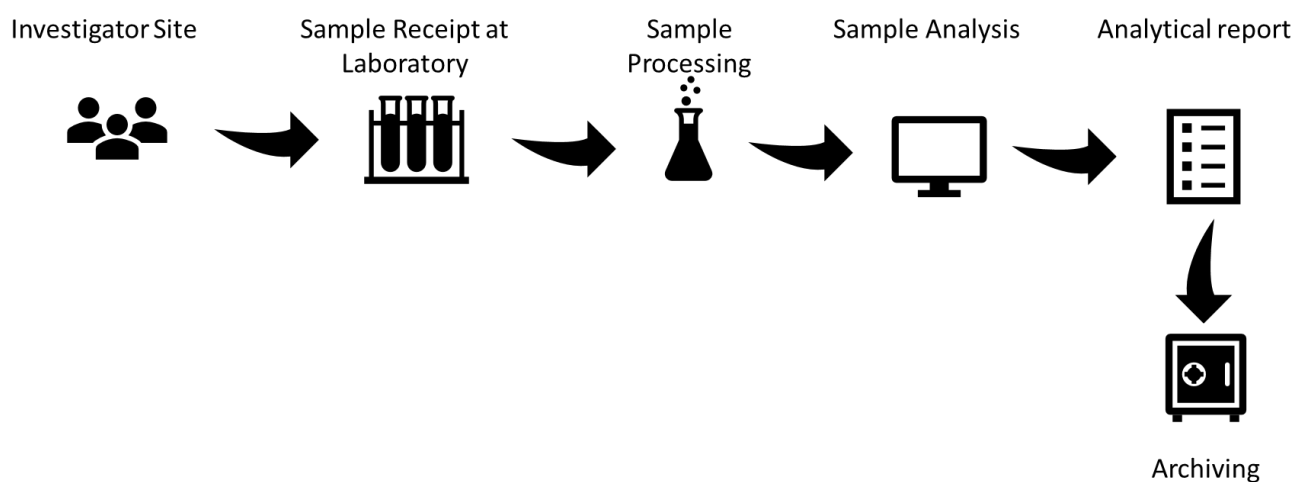 Investigator Site
Sample Receipt at
Laboratory
Sample
Processing
Sample Analysis
Analytical report
Archiving